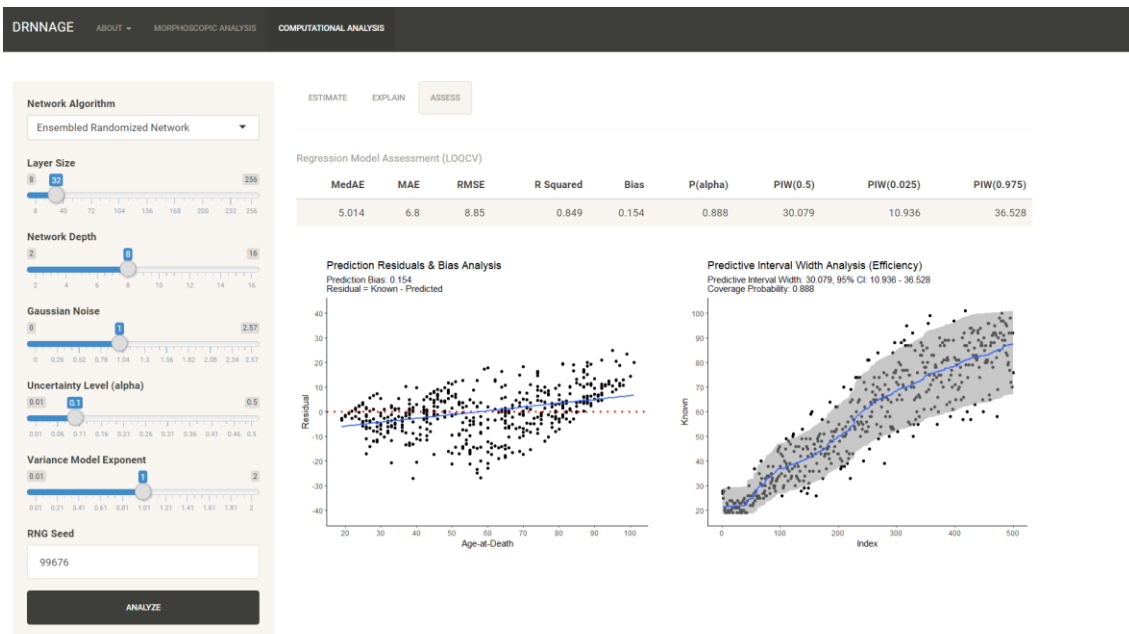 DRNNAGE ABOUT MORPHOSCOPIC ANALYSIS COMPUTATIONAL ANALYSIS
Network Algorithm
Ensembled Randomized Network
Layer Size
8 32 256
8 40 72 104 136 168 200 232 256
Network Depth
2 8 16
2 4 6 8 10 12 14 16
Gaussian Noise
0 1 2.57
0 0.26 0.52 0.78 1.04 1.3 1.56 1.82 2.08 2.34 2.57
Uncertainty Level (alpha)
0.01 0.1 0.5
0.01 0.06 0.11 0.16 0.21 0.26 0.31 0.36 0.41 0.46 0.5
Variance Model Exponent
0.01 1 2
0.01 0.21 0.41 0.61 0.81 1.01 1.21 1.41 1.61 1.81 2
RNG Seed
99676
ANALYZE
ESTIMATE EXPLAIN ASSESS
Regression Model Assessment (LOOCV)
MedAE MAE RMSE R Squared Bias P(alpha) PIW(0.5) PIW(0.025) PIW(0.975)
5.014 6.8 8.85 0.849 0.154 0.888 30.079 10.936 36.528
Prediction Residuals & Bias Analysis
Prediction Bias: 0.154
Residual = Known - Predicted
40
30
20
10
0
-10
-20
-30
-40
Residual
20 30 40 50 60 70 80 90 100
Age-at-Death
Predictive Interval Width Analysis (Efficiency)
Predictive Interval Width: 30.079, 95% CI: 10.936 - 36.528
Coverage Probability: 0.888
100
90
80
70
60
50
40
30
20
Known
0 100 200 300 400 500
Index